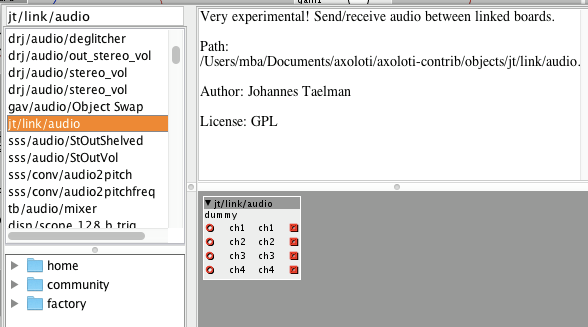 jt/link/audio
drj/audio/deglitcher
drj/audio/out_stereo_vol
drj/audio/stereo_vol
drj/audio/stereo_vol
gav/audio/Object Swap
jt/link/audio
sss/audio/StOutShelved
sss/audio/StOutVol
sss/conv/audio2pitch
sss/conv/audio2pitchfreq
tb/audio/mixer
disp/scope 128 b trig
home
community
factory
Very experimental! Send/receive audio between linked boards.
Path:
/Users/mba/Documents/axoloti/axoloti-contrib/objects/jt/link/audio.
Author: Johannes Taelman
License: GPL
jt/link/audio
dummy
ch1 ch1
ch2 ch2
ch3 ch3
ch4 ch4